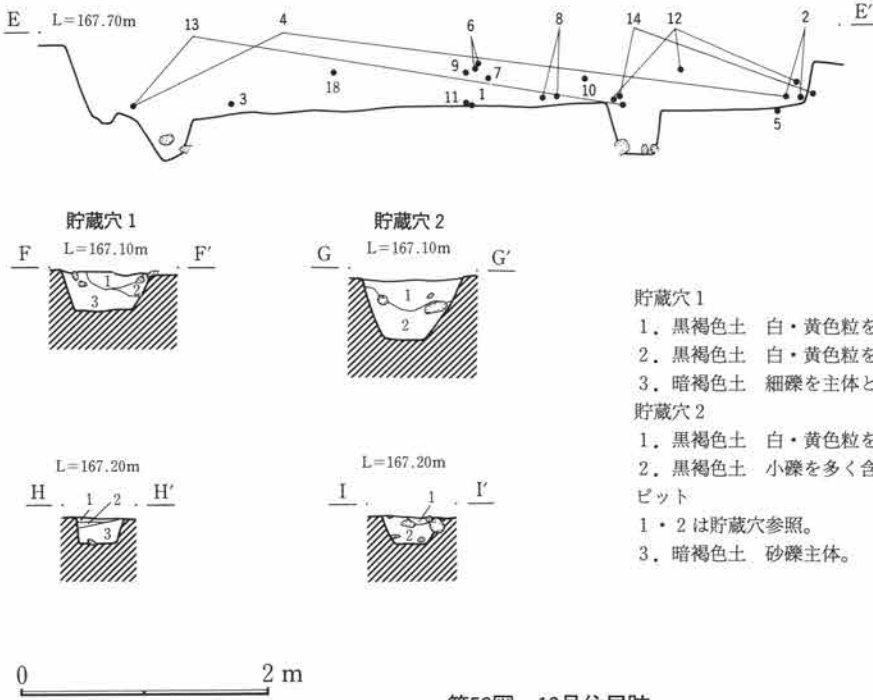 E L=167.70m 13 4 6 8 14 12 2 E′
9 7 10 18 3 11 1 5
貯蔵穴 1
F L=167.10m F′
1 2 3
貯蔵穴 2
G L=167.10m G′
1
2
貯蔵穴 1
1. 黒褐色土 白・黄色粒を
2. 黒褐色土 白・黄色粒を
3. 暗褐色土 細礫を主体と
貯蔵穴 2
1. 黒褐色土 白・黄色粒を
2. 黒褐色土 小礫を多く含
ピット
1・2は貯蔵穴参照。
3. 暗褐色土 砂礫主体。
L=167.20m
H 1 2 H′
3
L=167.20m
I 1 I′
2
0 2 m